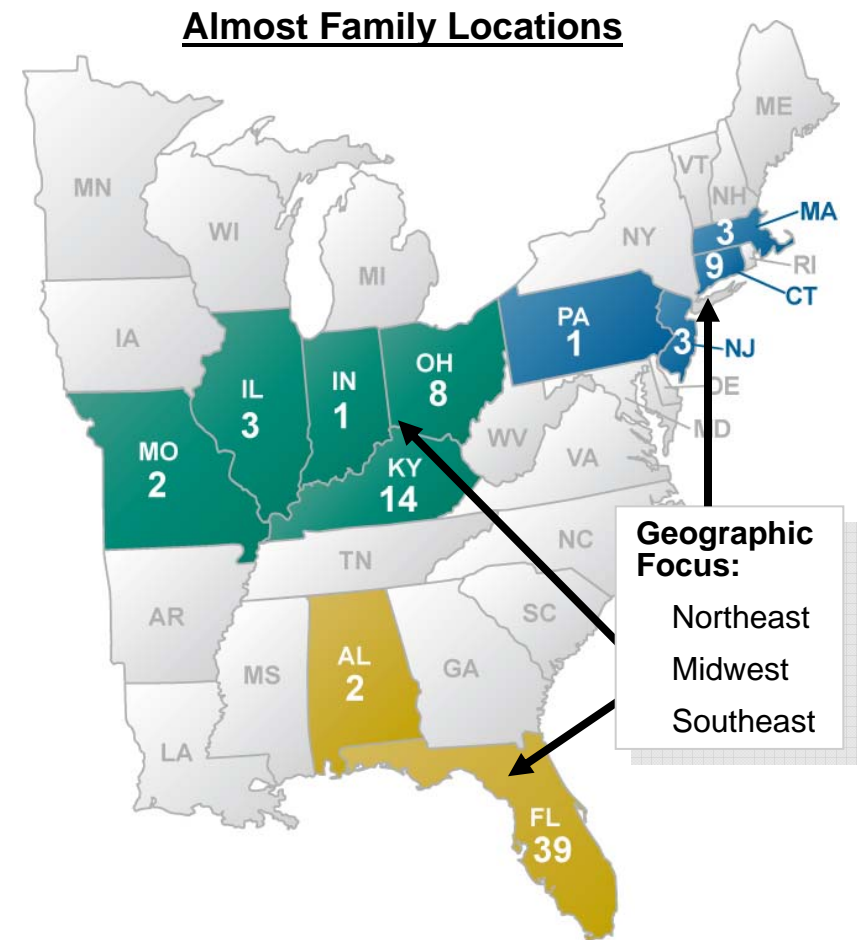 Almost Family Locations
ME
VT
NH
MN
MA
3
WI
NY
9
RI
MI
CT
PA
1
3
NJ
IA
OH
8
DE
IL
3
IN
1
MD
WV
MO
2
VA
KY
14
Geographic
Focus:
Northeast
Midwest
Southeast
NC
TN
AR
SC
AL
2
GA
MS
LA
FL
39